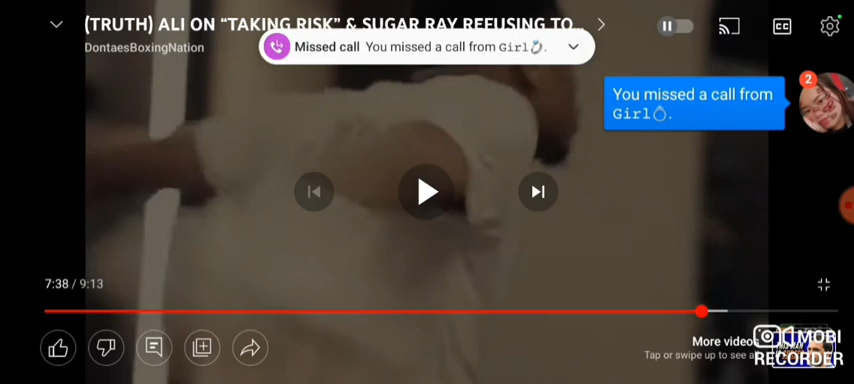 (TRUTH) ALI ON “TAKING RISK” & SUGAR RAY REFUSING TO...
DontaesBoxingNation
Missed call You missed a call from Girl💍.
CC
2
You missed a call from
Girl💍.
7:38 / 9:13
More videos
Tap or swipe up to see a
MOBI
RECORDER